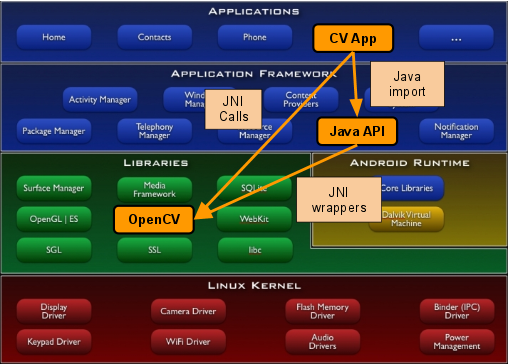 APPLICATIONS
Home
Contacts
Phone
CV App
...
APPLICATION FRAMEWORK
Java
import
Activity Manager
JNI
Calls
Content
Providers
Package Manager
Telephony
Manager
Manager
Java API
Notification
Manager
LIBRARIES
ANDROID RUNTIME
Surface Manager
Media
Framework
SQLite
JNI
wrappers
Core Libraries
OpenGL | ES
OpenCV
WebKit
Dalvik Virtual
Machine
SGL
SSL
libc
LINUX KERNEL
Display
Driver
Camera Driver
Flash Memory
Driver
Binder (IPC)
Driver
Keypad Driver
WiFi Driver
Audio
Drivers
Power
Management